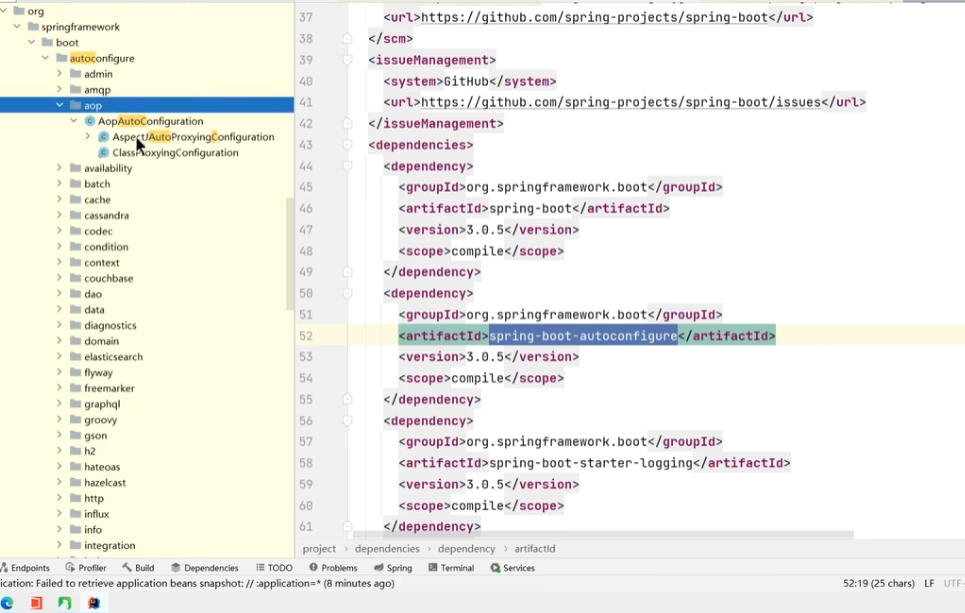 org
springframework
boot
autoconfigure
admin
amqp
aop
AopAutoConfiguration
AspectJAutoProxyingConfiguration
ClassProxyingConfiguration
availability
batch
cache
cassandra
codec
condition
context
couchbase
dao
data
diagnostics
domain
elasticsearch
flyway
freemarker
graphql
groovy
gson
h2
hateoas
hazelcast
http
influx
info
integration
37 <url>https://github.com/spring-projects/spring-boot</url>
38 </scm>
39 <issueManagement>
40 <system>GitHub</system>
41 <url>https://github.com/spring-projects/spring-boot/issues</url>
42 </issueManagement>
43 <dependencies>
44 <dependency>
45 <groupId>org.springframework.boot</groupId>
46 <artifactId>spring-boot</artifactId>
47 <version>3.0.5</version>
48 <scope>compile</scope>
49 </dependency>
50 <dependency>
51 <groupId>org.springframework.boot</groupId>
52 <artifactId>spring-boot-autoconfigure</artifactId>
53 <version>3.0.5</version>
54 <scope>compile</scope>
55 </dependency>
56 <dependency>
57 <groupId>org.springframework.boot</groupId>
58 <artifactId>spring-boot-starter-logging</artifactId>
59 <version>3.0.5</version>
60 <scope>compile</scope>
61 </dependency>
project › dependencies › dependency › artifactId
Endpoints Profiler Build Dependencies TODO Problems Spring Terminal Services
ication: Failed to retrieve application beans snapshot: // :application=* (8 minutes ago) 52:19 (25 chars) LF UTF-